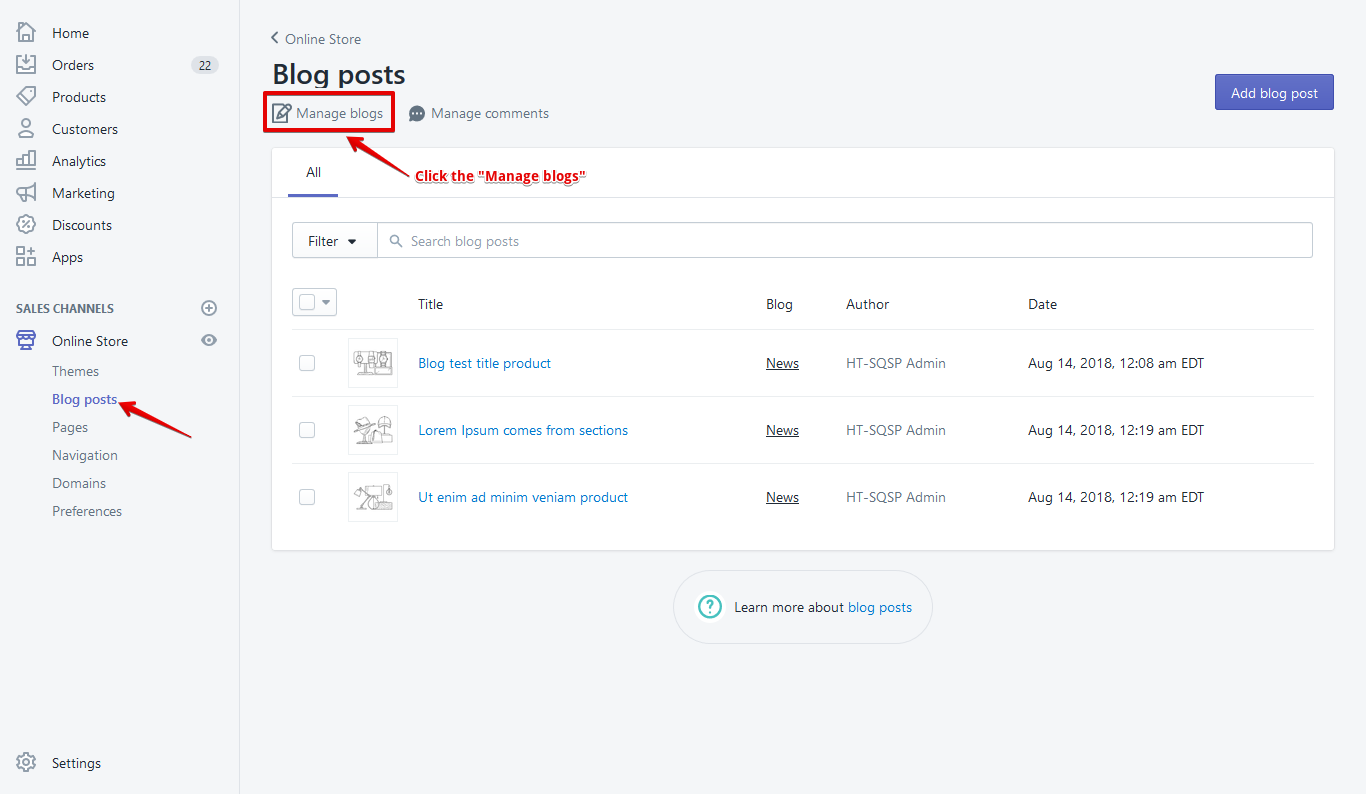 Home
Orders 22
Products
Customers
Analytics
Marketing
Discounts
Apps
SALES CHANNELS
Online Store
Themes
Blog posts
Pages
Navigation
Domains
Preferences
Settings
Online Store
Blog posts
Add blog post
Manage blogs Manage comments
All
Click the "Manage blogs"
Filter Search blog posts
Title Blog Author Date
Blog test title product News HT-SQSP Admin Aug 14, 2018, 12:08 am EDT
Lorem Ipsum comes from sections News HT-SQSP Admin Aug 14, 2018, 12:19 am EDT
Ut enim ad minim veniam product News HT-SQSP Admin Aug 14, 2018, 12:19 am EDT
? Learn more about blog posts